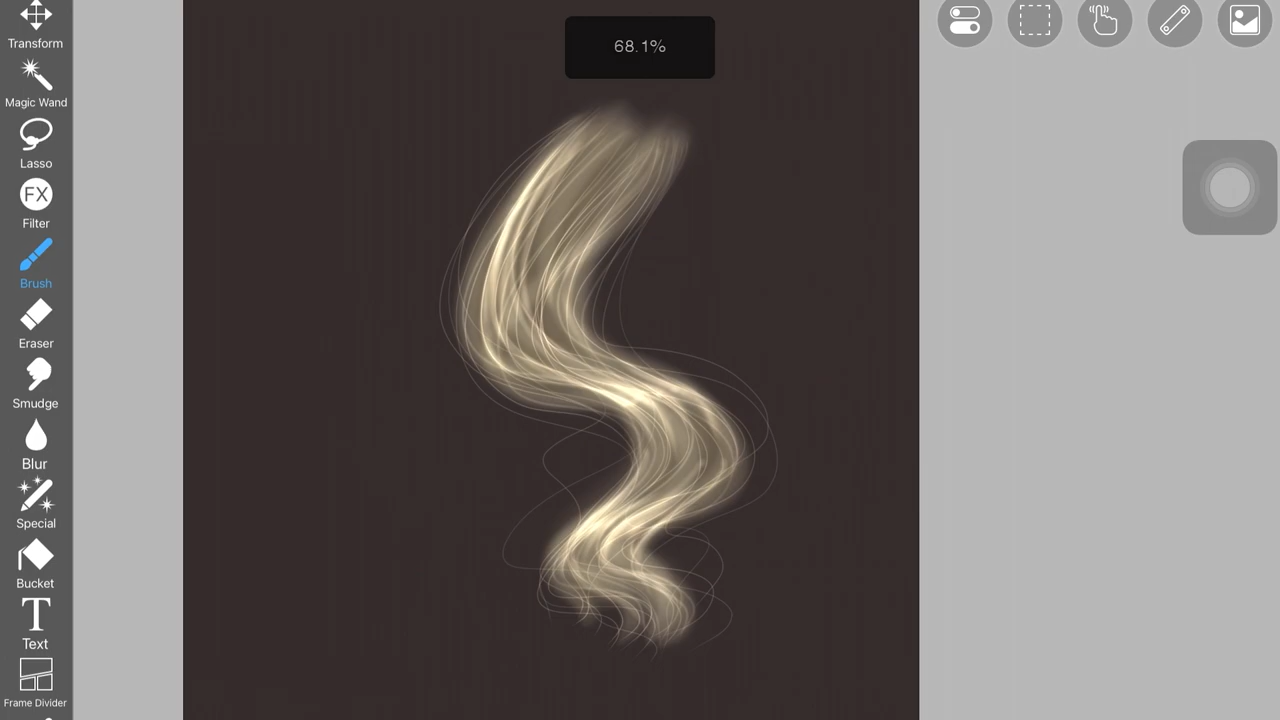 Transform
Magic Wand
Lasso
FX
Filter
Brush
Eraser
Smudge
Blur
Special
Bucket
T
Text
Frame Divider
68.1%